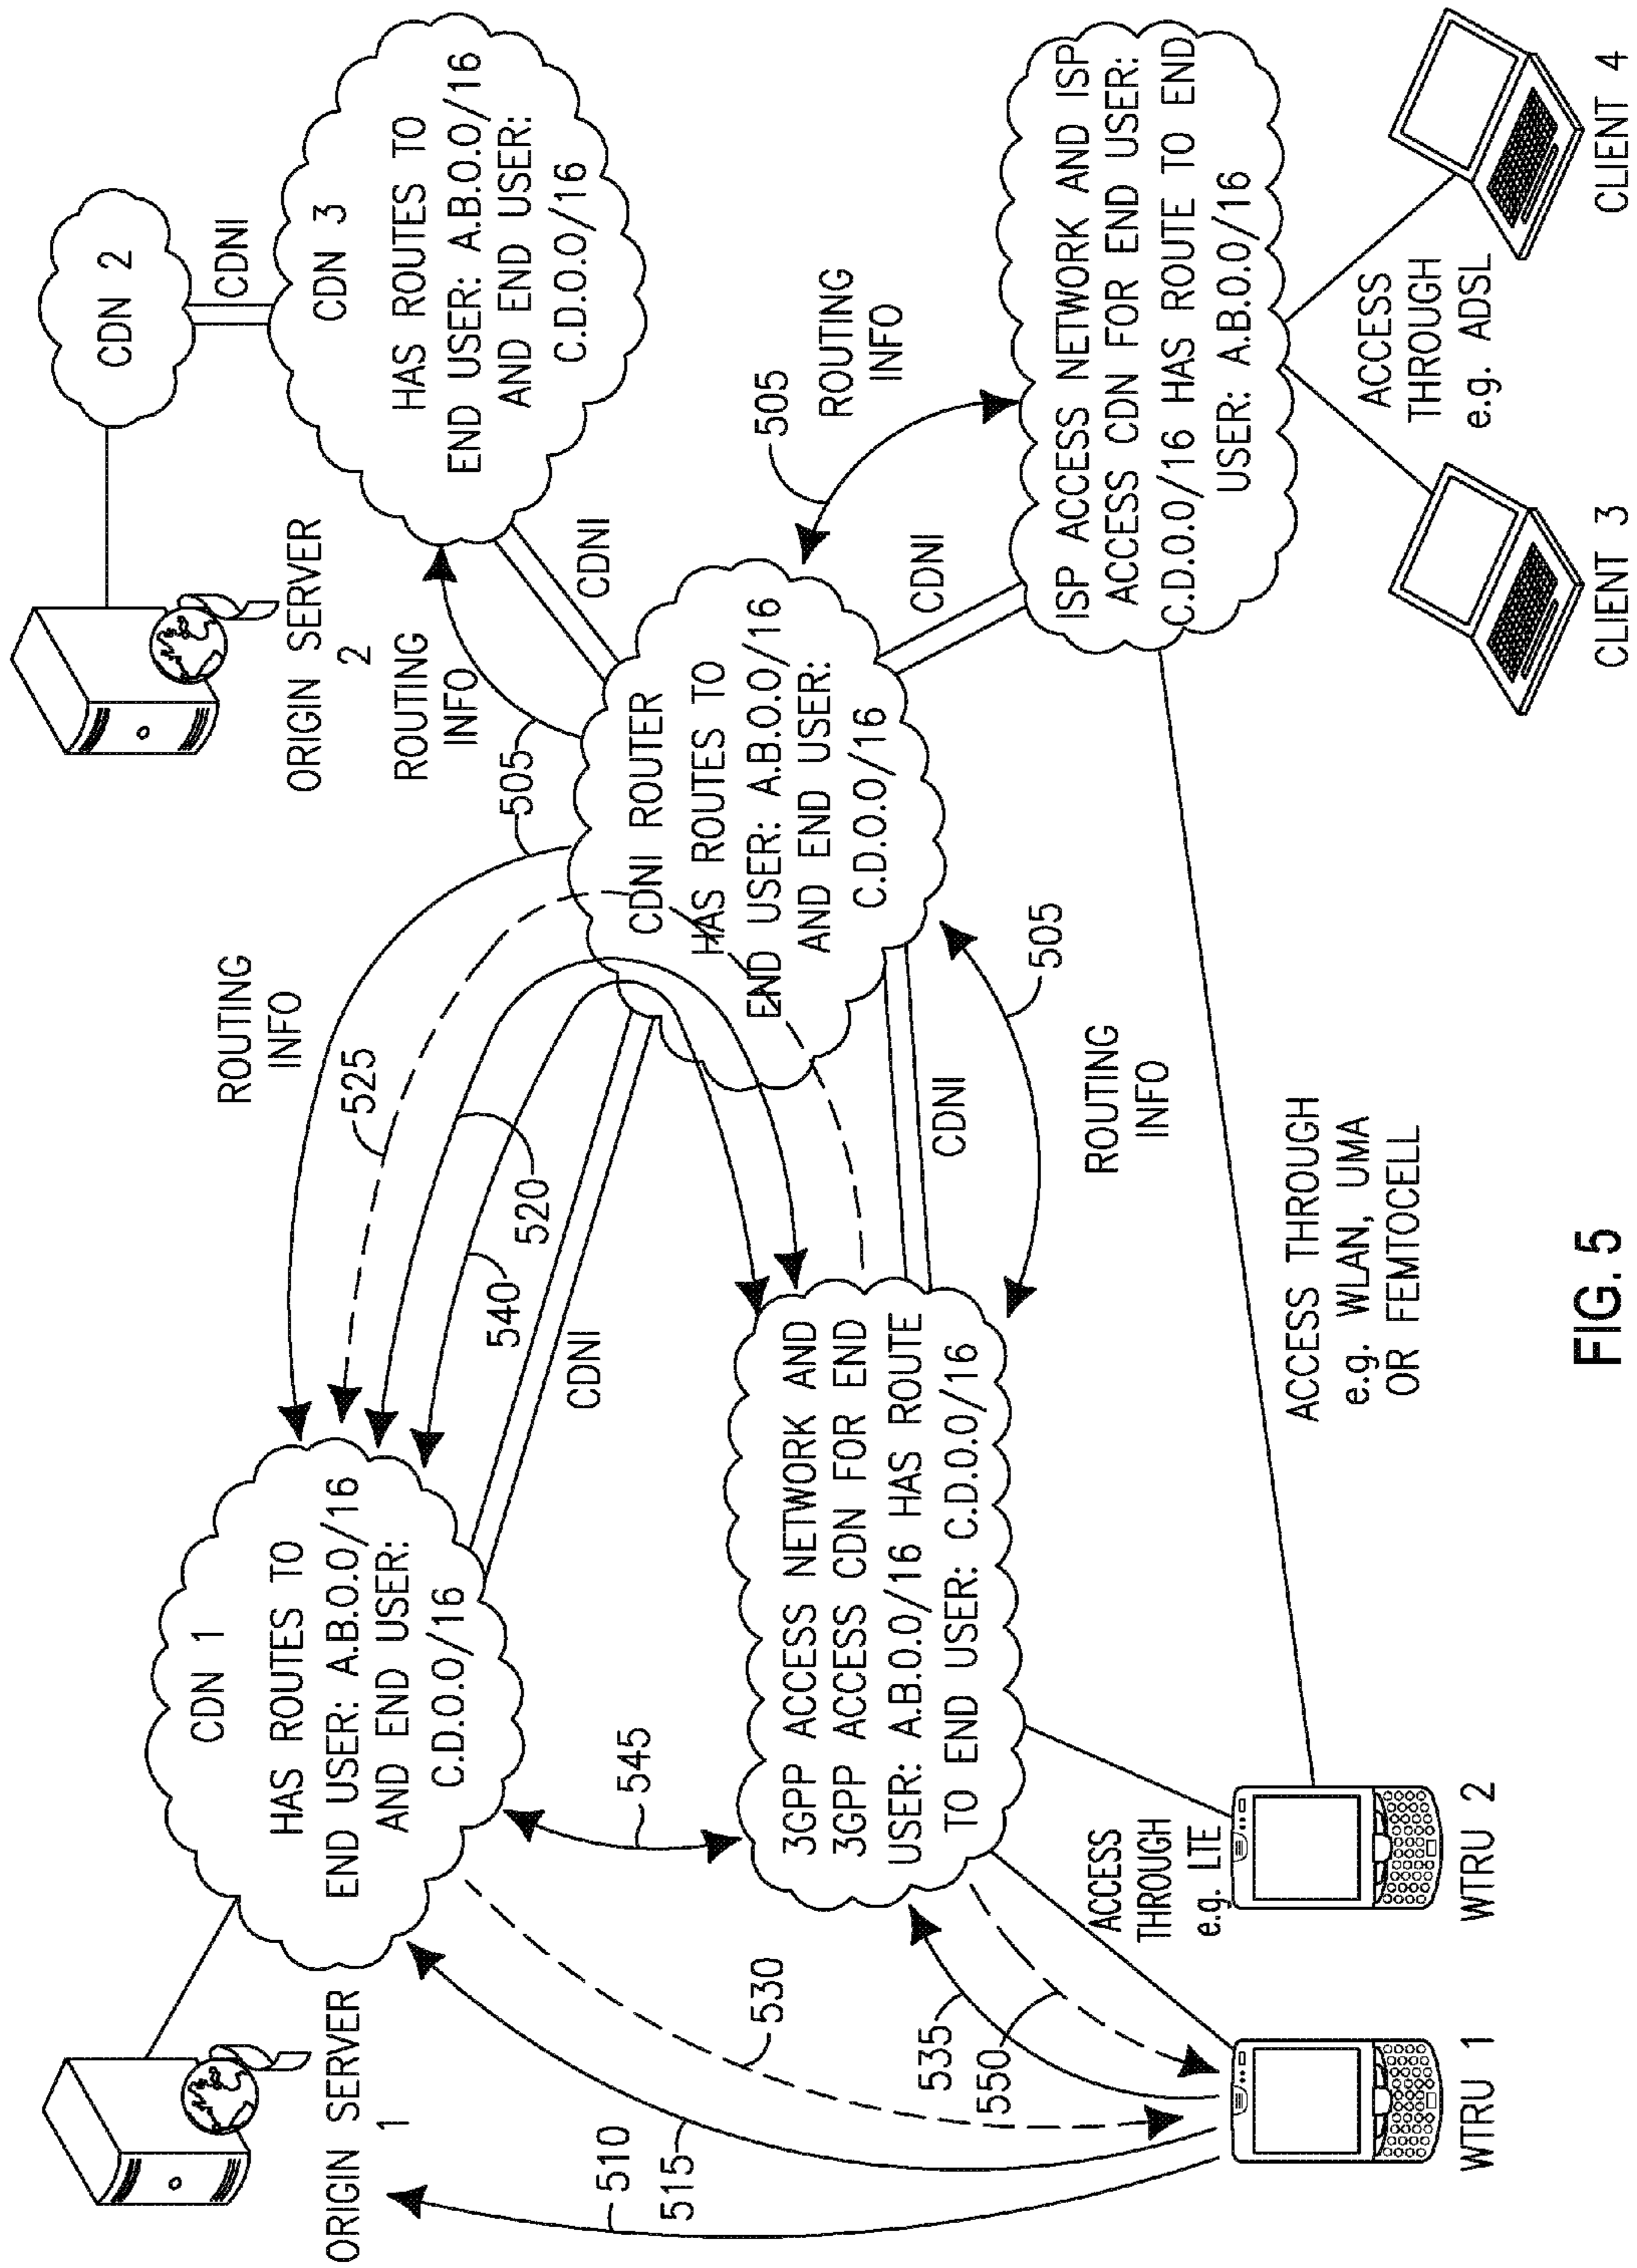 ORIGIN SERVER
1
CDN 1
HAS ROUTES TO
END USER: A.B.0.0/16
AND END USER:
C.D.0.0/16
ROUTING
INFO
505
525
520
540
CDNI
ORIGIN SERVER
2
CDN 2
CDNI
CDN 3
HAS ROUTES TO
END USER: A.B.0.0/16
AND END USER:
C.D.0.0/16
ROUTING
INFO
CDNI
CDNI ROUTER
HAS ROUTES TO
END USER: A.B.0.0/16
AND END USER:
C.D.0.0/16
505
ROUTING
INFO
CDNI
510
515
530
545
535
550
3GPP ACCESS NETWORK AND
3GPP ACCESS CDN FOR END
USER: A.B.0.0/16 HAS ROUTE
TO END USER: C.D.0.0/16
CDNI
505
ROUTING
INFO
ISP ACCESS NETWORK AND ISP
ACCESS CDN FOR END USER:
C.D.0.0/16 HAS ROUTE TO END
USER: A.B.0.0/16
ACCESS
THROUGH
e.g. LTE
ACCESS THROUGH
e.g. WLAN, UMA
OR FEMTOCELL
ACCESS
THROUGH
e.g. ADSL
WTRU 1
WTRU 2
CLIENT 3
CLIENT 4
FIG. 5